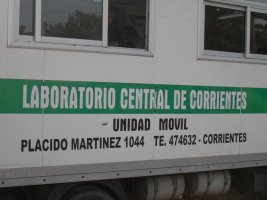 LABORATORIO CENTRAL DE CORRIENTES
- UNIDAD MOVIL
PLACIDO MARTINEZ 1044 TE. 474632 - CORRIENTES